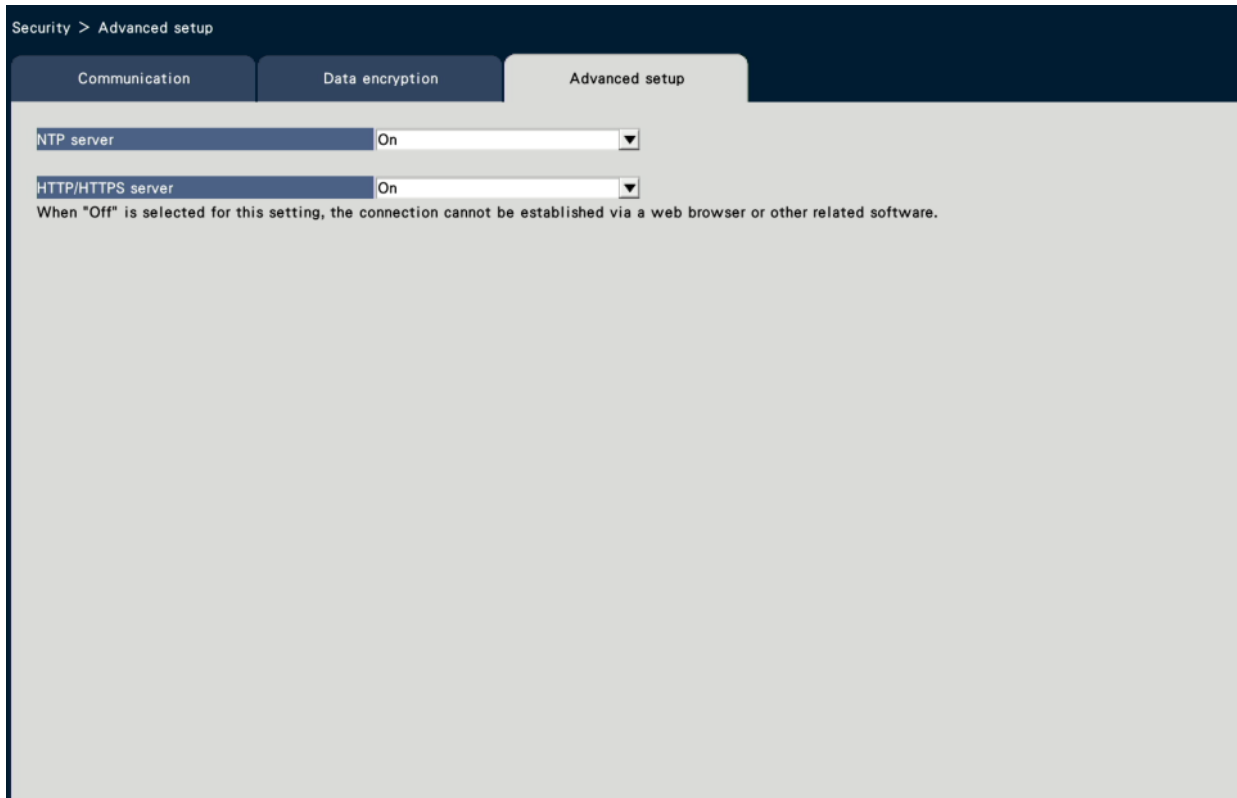 Security > Advanced setup
Communication Data encryption Advanced setup
NTP server On
HTTP/HTTPS server On
When "Off" is selected for this setting, the connection cannot be established via a web browser or other related software.